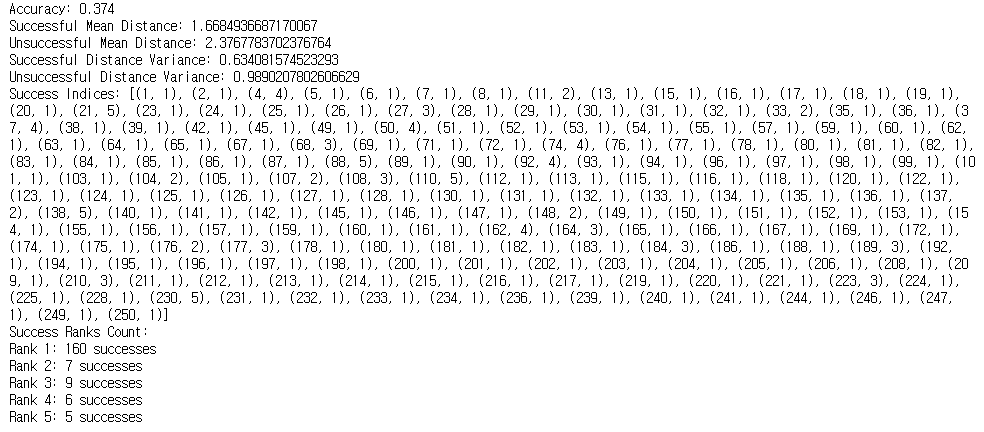 Accuracy: 0.374
Successful Mean Distance: 1.6684936687170067
Unsuccessful Mean Distance: 2.3767783702376764
Successful Distance Variance: 0.634081574523293
Unsuccessful Distance Variance: 0.9890207802606629
Success Indices: [(1, 1), (2, 1), (4, 4), (5, 1), (6, 1), (7, 1), (8, 1), (11, 2), (13, 1), (15, 1), (16, 1), (17, 1), (18, 1), (19, 1),
(20, 1), (21, 5), (23, 1), (24, 1), (25, 1), (26, 1), (27, 3), (28, 1), (29, 1), (30, 1), (31, 1), (32, 1), (33, 2), (35, 1), (36, 1), (3
7, 4), (38, 1), (39, 1), (42, 1), (45, 1), (49, 1), (50, 4), (51, 1), (52, 1), (53, 1), (54, 1), (55, 1), (57, 1), (59, 1), (60, 1), (62,
1), (63, 1), (64, 1), (65, 1), (67, 1), (68, 3), (69, 1), (71, 1), (72, 1), (74, 4), (76, 1), (77, 1), (78, 1), (80, 1), (81, 1), (82, 1),
(83, 1), (84, 1), (85, 1), (86, 1), (87, 1), (88, 5), (89, 1), (90, 1), (92, 4), (93, 1), (94, 1), (96, 1), (97, 1), (98, 1), (99, 1), (10
1, 1), (103, 1), (104, 2), (105, 1), (107, 2), (108, 3), (110, 5), (112, 1), (113, 1), (115, 1), (116, 1), (118, 1), (120, 1), (122, 1),
(123, 1), (124, 1), (125, 1), (126, 1), (127, 1), (128, 1), (130, 1), (131, 1), (132, 1), (133, 1), (134, 1), (135, 1), (136, 1), (137,
2), (138, 5), (140, 1), (141, 1), (142, 1), (145, 1), (146, 1), (147, 1), (148, 2), (149, 1), (150, 1), (151, 1), (152, 1), (153, 1), (15
4, 1), (155, 1), (156, 1), (157, 1), (159, 1), (160, 1), (161, 1), (162, 4), (164, 3), (165, 1), (166, 1), (167, 1), (169, 1), (172, 1),
(174, 1), (175, 1), (176, 2), (177, 3), (178, 1), (180, 1), (181, 1), (182, 1), (183, 1), (184, 3), (186, 1), (188, 1), (189, 3), (192,
1), (194, 1), (195, 1), (196, 1), (197, 1), (198, 1), (200, 1), (201, 1), (202, 1), (203, 1), (204, 1), (205, 1), (206, 1), (208, 1), (20
9, 1), (210, 3), (211, 1), (212, 1), (213, 1), (214, 1), (215, 1), (216, 1), (217, 1), (219, 1), (220, 1), (221, 1), (223, 3), (224, 1),
(225, 1), (228, 1), (230, 5), (231, 1), (232, 1), (233, 1), (234, 1), (236, 1), (239, 1), (240, 1), (241, 1), (244, 1), (246, 1), (247,
1), (249, 1), (250, 1)]
Success Ranks Count:
Rank 1: 160 successes
Rank 2: 7 successes
Rank 3: 9 successes
Rank 4: 6 successes
Rank 5: 5 successes